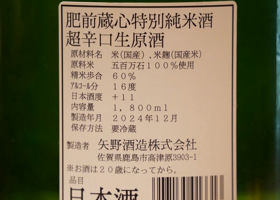 肥前蔵心特別純米酒
超辛口生原酒
原材料 米(国産米)、米麹(国産米)
原料米 五百万石100%使用
精米歩合 60%
アルコール分 16度
日本酒度 +11
内容量 1,800ml
製造年月 2024年12月
保存方法 要冷蔵
製造者 矢野酒造株式会社
佐賀県鹿島市高津原3903-1
※お酒は20歳になってから。
品目
日本酒